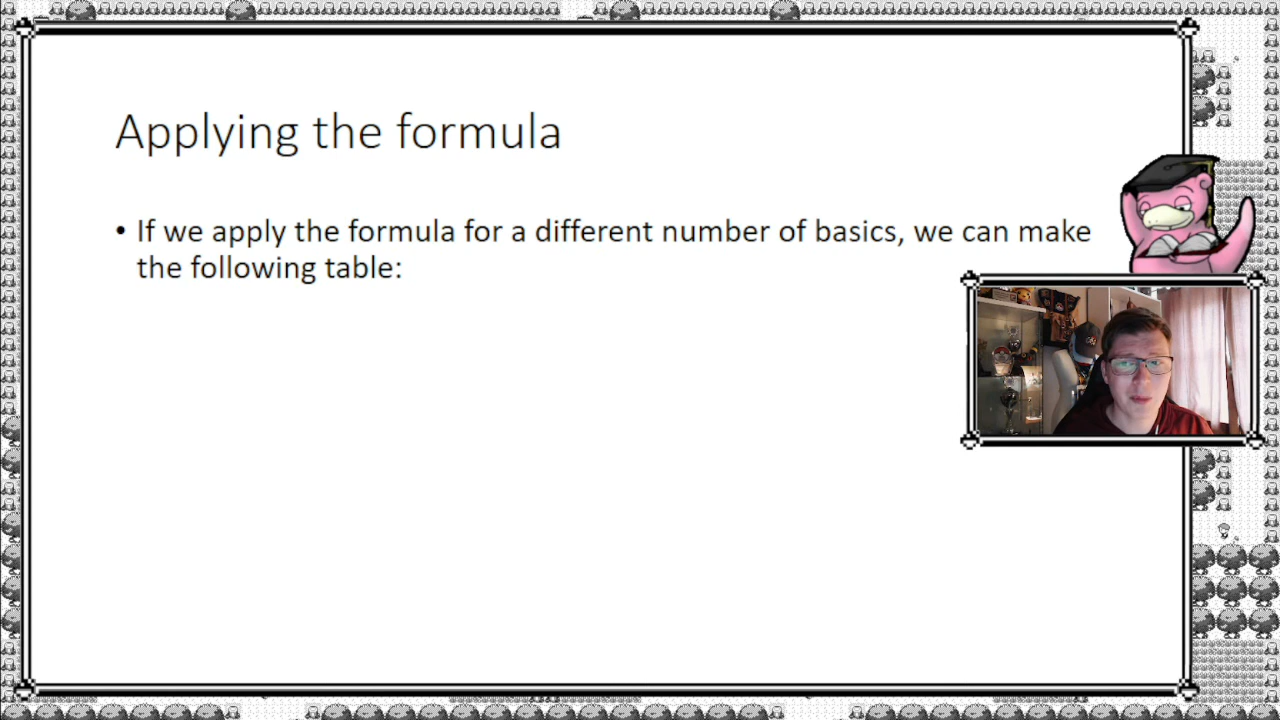 Applying the formula
• If we apply the formula for a different number of basics, we can make
the following table: